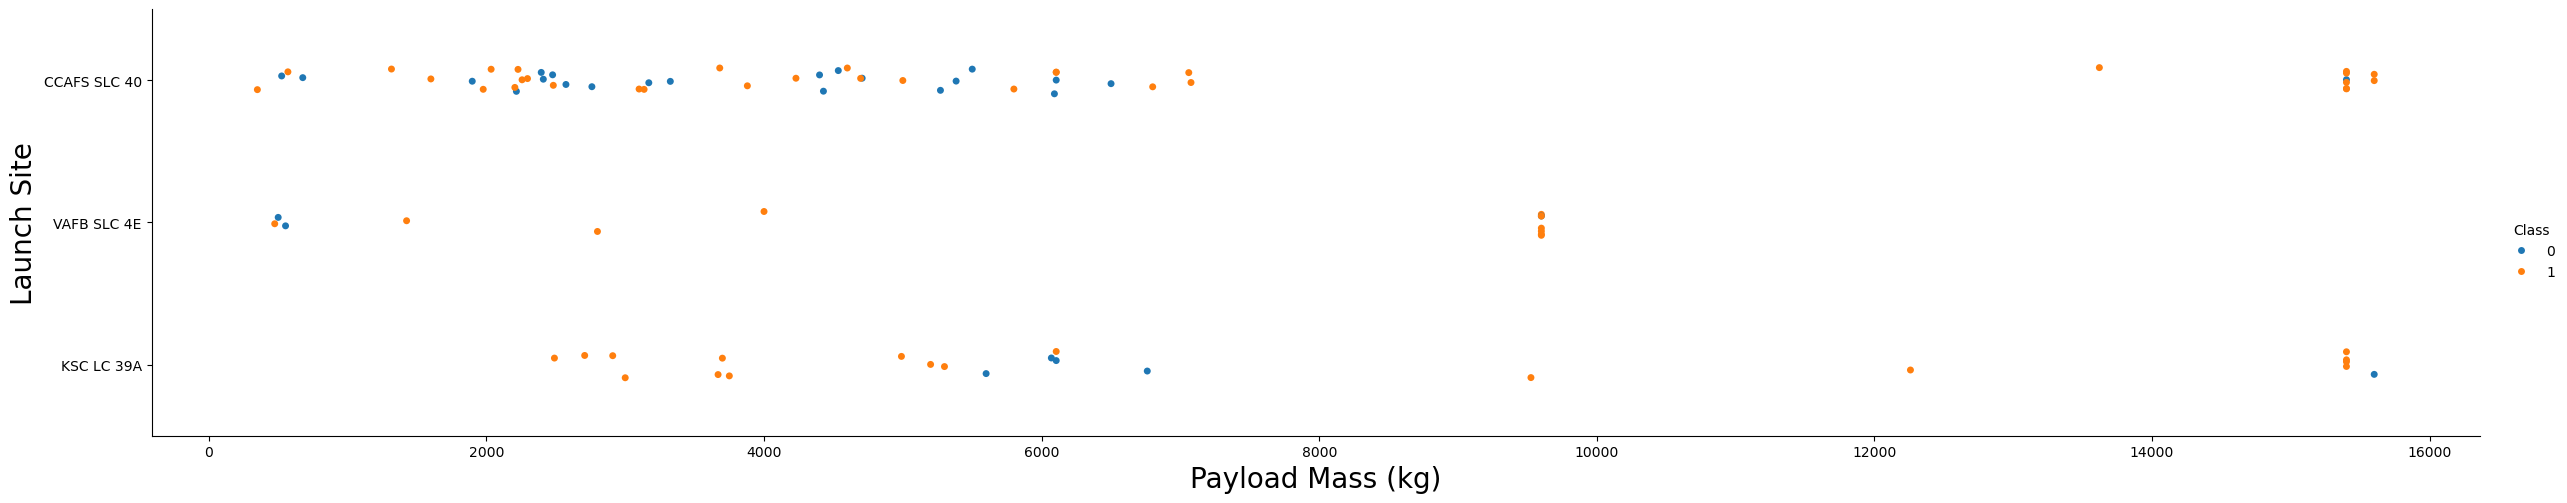 Launch Site
CCAFS SLC 40
VAFB SLC 4E
KSC LC 39A
0 2000 4000 6000 8000 10000 12000 14000 16000
Payload Mass (kg)
Class
0
1